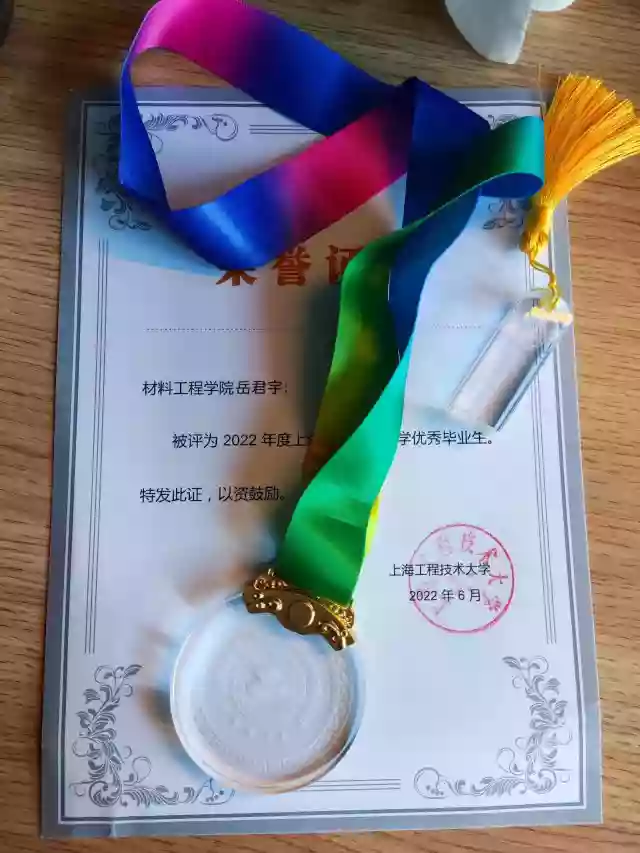 荣誉证
材料工程学院岳君宇：
被评为 2022 年度上 学优秀毕业生。
特发此证，以资鼓励。
上海工程技术大学
2022 年 6 月